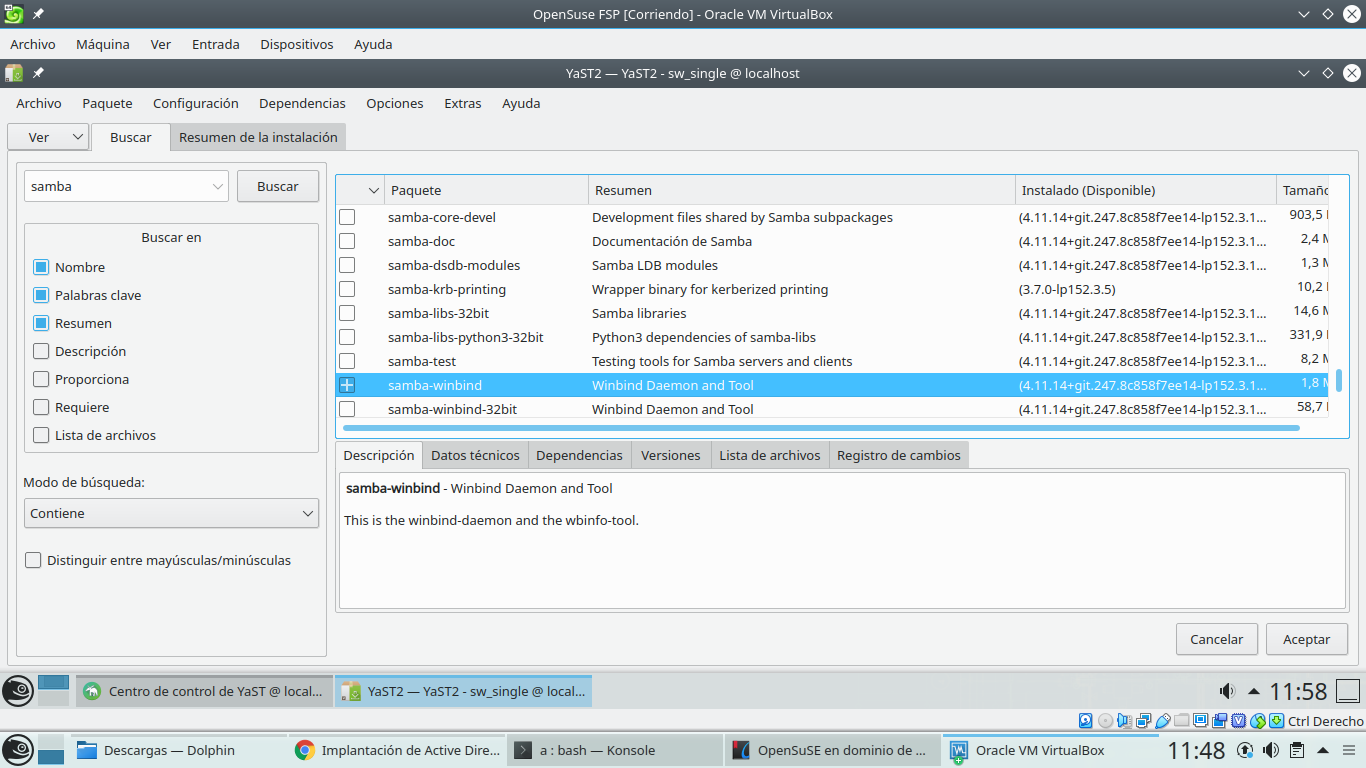 OpenSuse FSP [Corriendo] - Oracle VM VirtualBox
Archivo Máquina Ver Entrada Dispositivos Ayuda
YaST2 — YaST2 - sw_single @ localhost
Archivo Paquete Configuración Dependencias Opciones Extras Ayuda
Ver Buscar Resumen de la instalación
samba Buscar
Buscar en
Nombre
Palabras clave
Resumen
Descripción
Proporciona
Requiere
Lista de archivos
Modo de búsqueda:
Contiene
Distinguir entre mayúsculas/minúsculas
Paquete Resumen Instalado (Disponible) Tamaño
samba-core-devel Development files shared by Samba subpackages (4.11.14+git.247.8c858f7ee14-lp152.3.1... 903,5
samba-doc Documentación de Samba (4.11.14+git.247.8c858f7ee14-lp152.3.1... 2,4 M
samba-dsdb-modules Samba LDB modules (4.11.14+git.247.8c858f7ee14-lp152.3.1... 1,3 M
samba-krb-printing Wrapper binary for kerberized printing (3.7.0-lp152.3.5) 10,2
samba-libs-32bit Samba libraries (4.11.14+git.247.8c858f7ee14-lp152.3.1... 14,6 M
samba-libs-python3-32bit Python3 dependencies of samba-libs (4.11.14+git.247.8c858f7ee14-lp152.3.1... 331,9
samba-test Testing tools for Samba servers and clients (4.11.14+git.247.8c858f7ee14-lp152.3.1... 8,2 M
samba-winbind Winbind Daemon and Tool (4.11.14+git.247.8c858f7ee14-lp152.3.1... 1,8 M
samba-winbind-32bit Winbind Daemon and Tool (4.11.14+git.247.8c858f7ee14-lp152.3.1... 58,7
Descripción Datos técnicos Dependencias Versiones Lista de archivos Registro de cambios
samba-winbind - Winbind Daemon and Tool
This is the winbind-daemon and the wbinfo-tool.
Cancelar Aceptar
Centro de control de YaST @ local... YaST2 — YaST2 - sw_single @ local... 11:58
Ctrl Derecho
Descargas — Dolphin Implantación de Active Dire... a : bash — Konsole OpenSuSE en dominio de ... Oracle VM VirtualBox 11:48